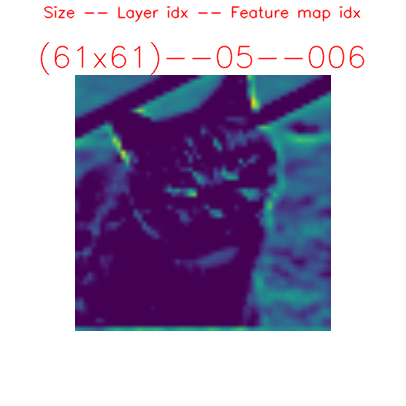 Size -- Layer idx -- Feature map idx
(61x61)--05--006